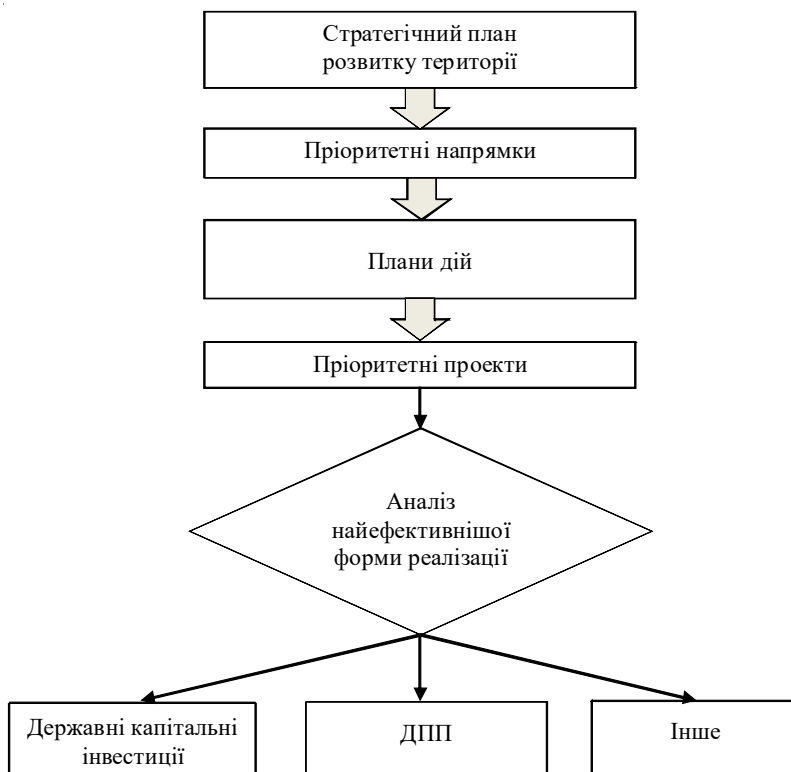 Стратегічний план
розвитку території
Пріоритетні напрямки
Плани дій
Пріоритетні проекти
Аналіз
найефективнішої
форми реалізації
Державні капітальні
інвестиції
ДПП
Інше